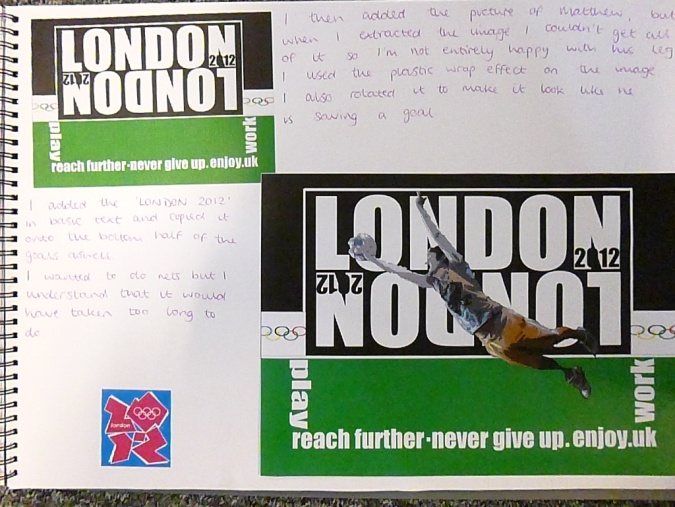 LONDON
2012
LONDON
2012
play
work
reach further·never give up.enjoy.uk
I then added the picture of Matthew, but
when I extracted the image I couldn't get all
of it so I'm not entirely happy with his leg
I used the plastic wrap effect on the image
I also rotated it to make it look like he
is saving a goal
I added the 'LONDON 2012'
in basic text and copied it
onto the bottom half of the
goals aswell
I wanted to do nets but I
understand that it would
have taken too long to
do
london
LONDON
2012
LONDON
2012
play
work
reach further·never give up.enjoy.uk